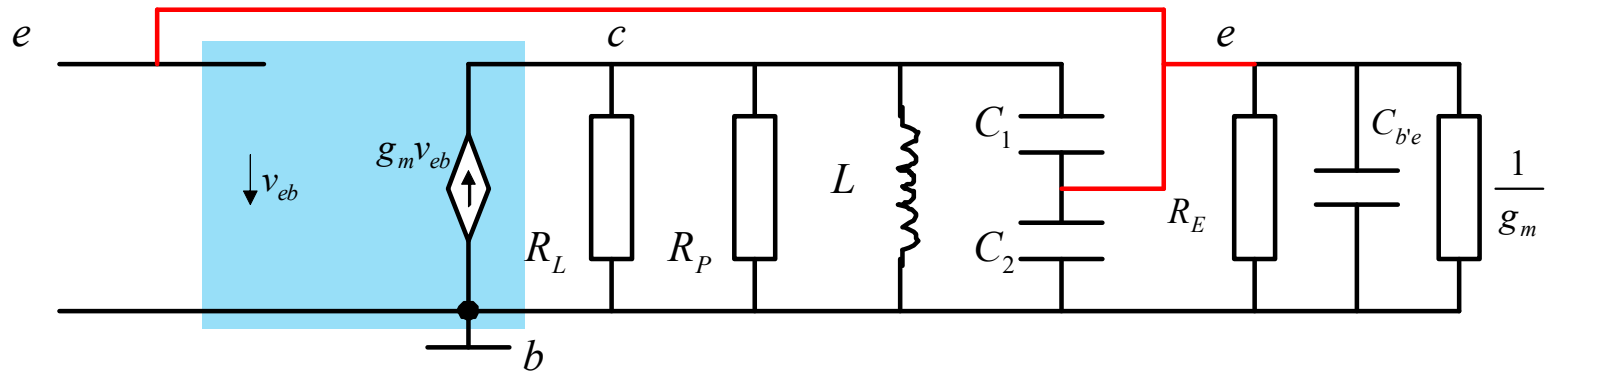 e
c
e
g_m v_eb
v_eb
R_L
R_P
L
C_1
C_2
R_E
C_b'e
1/g_m
b